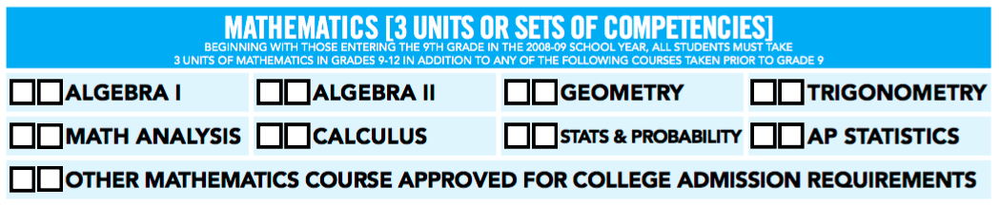 MATHEMATICS [3 UNITS OR SETS OF COMPETENCIES]
BEGINNING WITH THOSE ENTERING THE 9TH GRADE IN THE 2008-09 SCHOOL YEAR, ALL STUDENTS MUST TAKE
3 UNITS OF MATHEMATICS IN GRADES 9-12 IN ADDITION TO ANY OF THE FOLLOWING COURSES TAKEN PRIOR TO GRADE 9
ALGEBRA I ALGEBRA II GEOMETRY TRIGONOMETRY
MATH ANALYSIS CALCULUS STATS & PROBABILITY AP STATISTICS
OTHER MATHEMATICS COURSE APPROVED FOR COLLEGE ADMISSION REQUIREMENTS